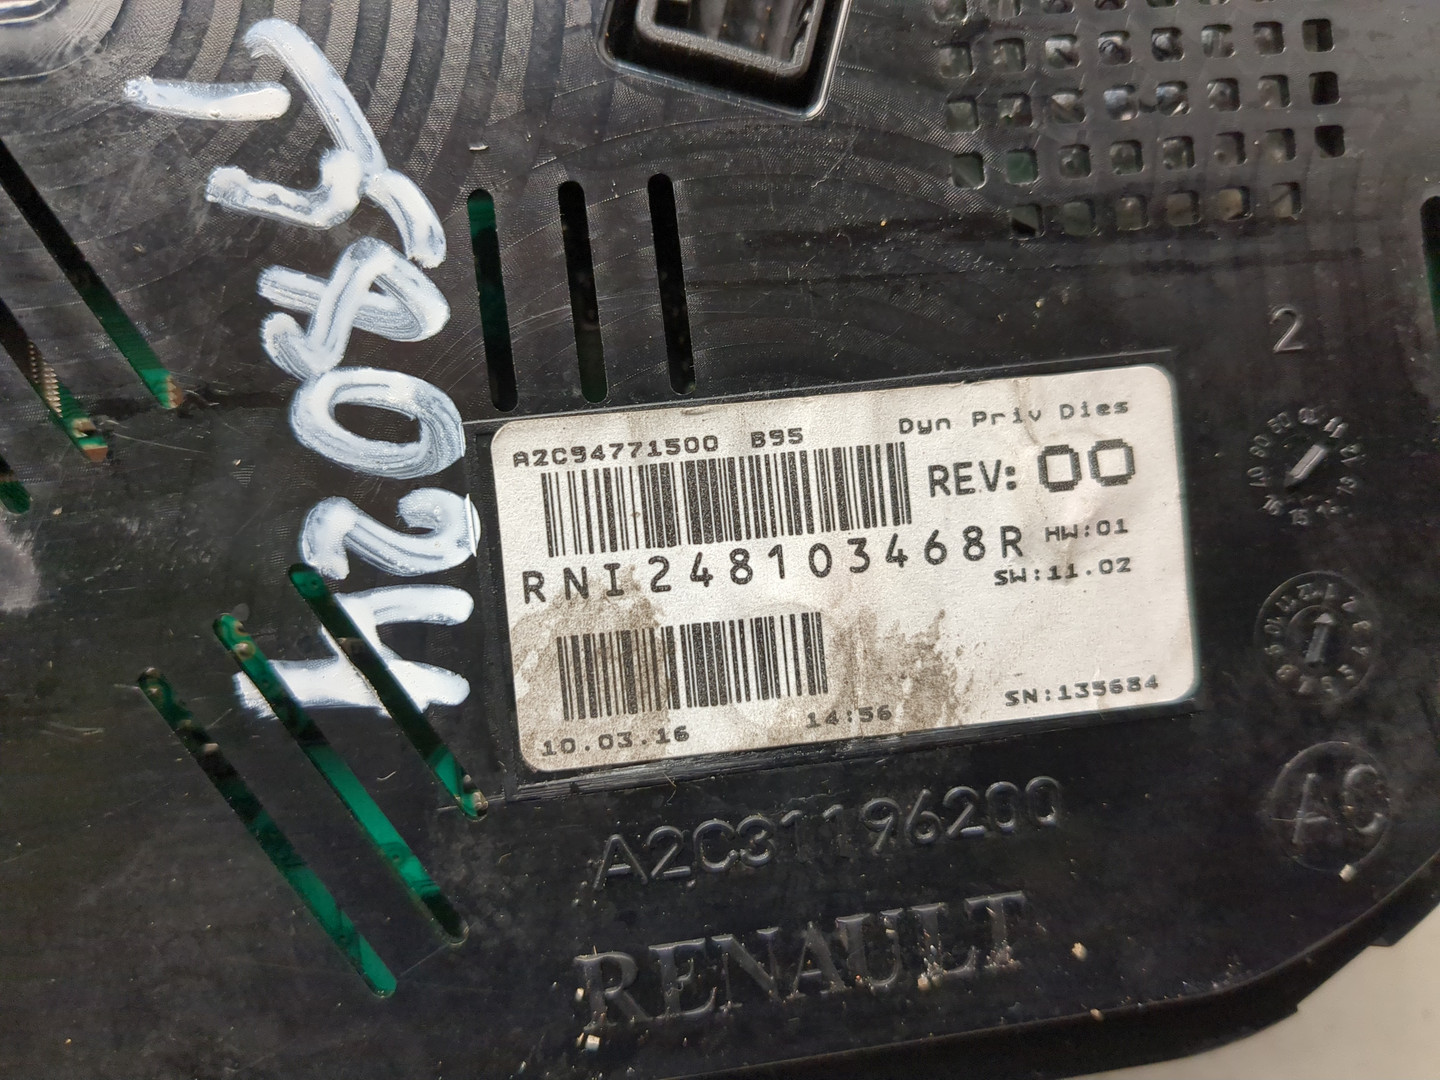 A2C94771500 B95 Dyn Priv Dies
REV: 00
RNI 248103468R HW:01
SW:11.02
10.03.16 14:56 SN:135684
A2C31196200
RENAULT
2
AC